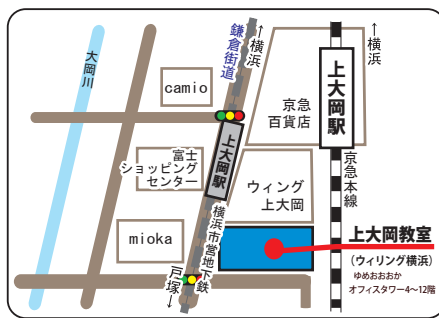 大岡川
camio
鎌倉街道
←横浜
←横浜
上大岡駅
京急
百貨店
京急本線
富士
ショッピング
センター
上大岡駅
ウィング
上大岡
mioka
横浜市営地下鉄
戸塚→
上大岡教室
(ウィリング横浜)
ゆめおおおか
オフィスタワー4〜12階